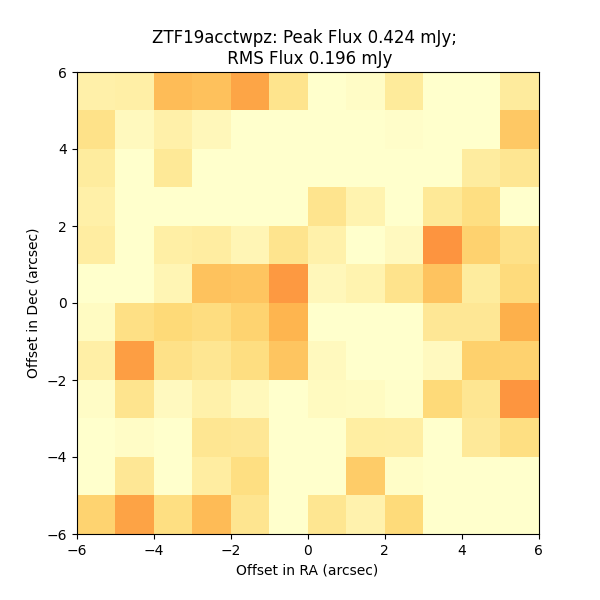 ZTF19acctwpz: Peak Flux 0.424 mJy;
RMS Flux 0.196 mJy
6
4
2
0
−2
−4
−6
Offset in Dec (arcsec)
−6 −4 −2 0 2 4 6
Offset in RA (arcsec)